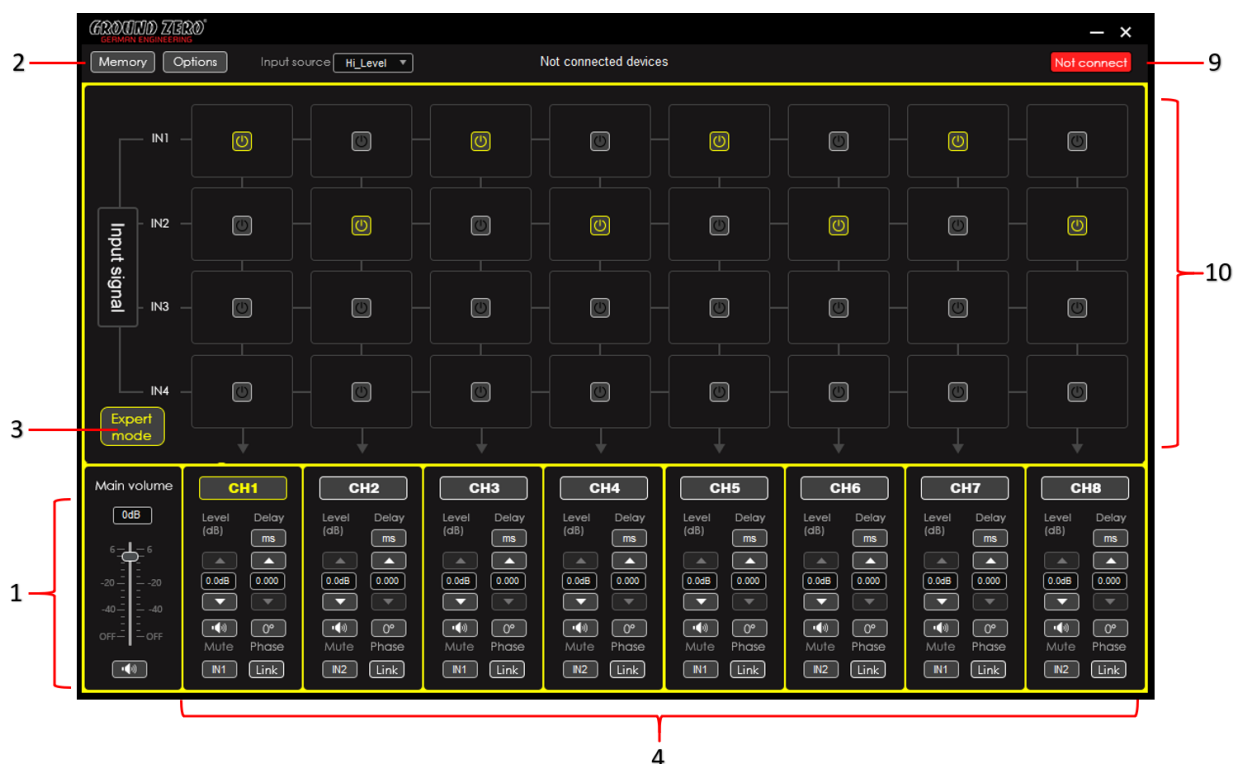 GROUND ZERO®
GERMAN ENGINEERING
2
Memory Options Input source Hi_Level Not connected devices Not connect
9
IN1
IN2
Input signal
IN3
10
IN4
Expert
mode
3
Main volume CH1 CH2 CH3 CH4 CH5 CH6 CH7 CH8
0dB
Level Delay Level Delay Level Delay Level Delay Level Delay Level Delay Level Delay Level Delay
(dB) ms (dB) ms (dB) ms (dB) ms (dB) ms (dB) ms (dB) ms (dB) ms
6 6
-20 -20 0.0dB 0.000 0.0dB 0.000 0.0dB 0.000 0.0dB 0.000 0.0dB 0.000 0.0dB 0.000 0.0dB 0.000 0.0dB 0.000
1
-40 -40
OFF OFF 0° 0° 0° 0° 0° 0° 0° 0°
Mute Phase Mute Phase Mute Phase Mute Phase Mute Phase Mute Phase Mute Phase Mute Phase
IN1 Link IN2 Link IN1 Link IN2 Link IN1 Link IN2 Link IN1 Link IN2 Link
4